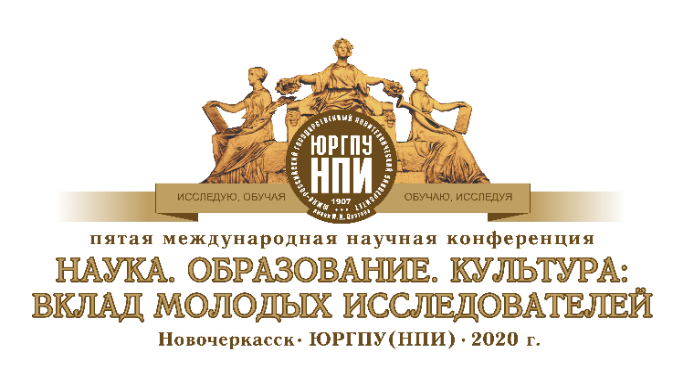 ЮЖНО-РОССИЙСКИЙ ГОСУДАРСТВЕННЫЙ ПОЛИТЕХНИЧЕСКИЙ УНИВЕРСИТЕТ
ЮРГПУ
НПИ
1907
имени М.И. Платова
ИССЛЕДУЮ, ОБУЧАЯ
ОБУЧАЮ, ИССЛЕДУЯ
пятая международная научная конференция
НАУКА. ОБРАЗОВАНИЕ. КУЛЬТУРА:
ВКЛАД МОЛОДЫХ ИССЛЕДОВАТЕЛЕЙ
Новочеркасск· ЮРГПУ(НПИ) · 2020 г.